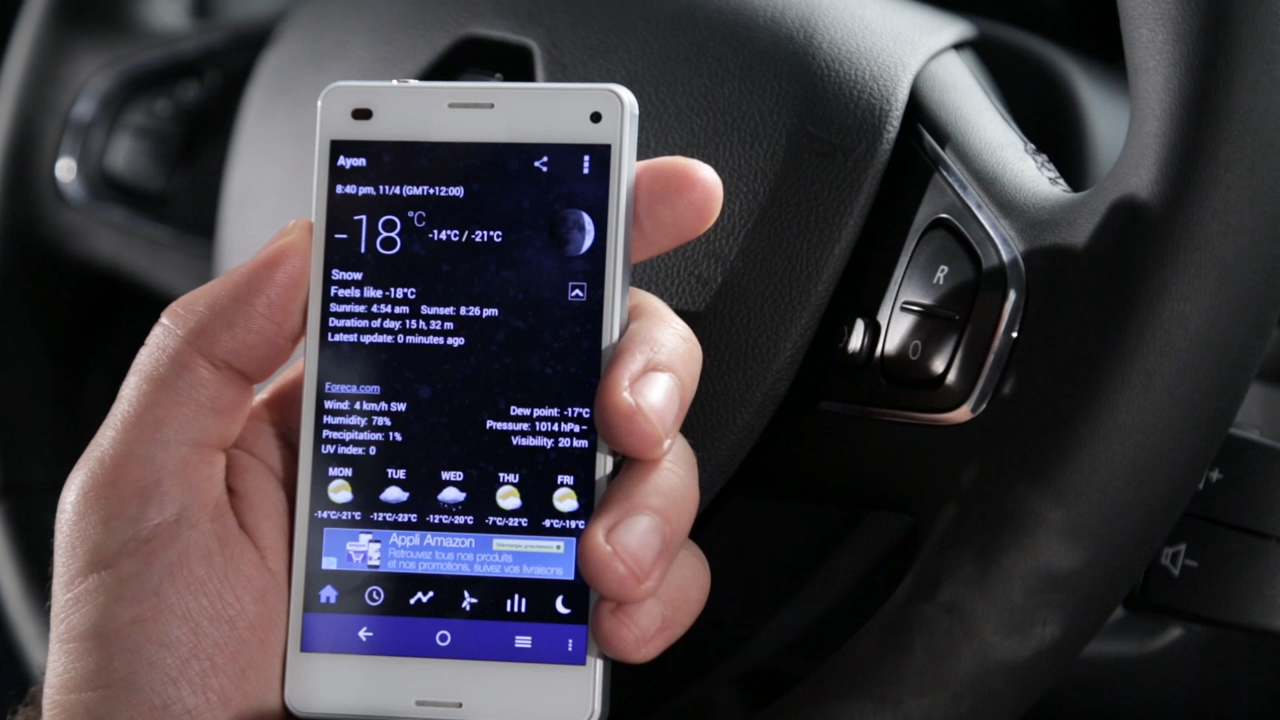 Ayon
8:40 pm, 11/4 (GMT+12:00)
-18 °C -14°C / -21°C
Snow
Feels like -18°C
Sunrise: 4:54 am Sunset: 8:26 pm
Duration of day: 15 h, 32 m
Latest update: 0 minutes ago
Foreca.com
Wind: 4 km/h SW
Humidity: 78%
Precipitation: 1%
UV index: 0
Dew point: -17°C
Pressure: 1014 hPa -
Visibility: 20 km
MON TUE WED THU FRI
-14°C/-21°C -12°C/-23°C -12°C/-20°C -7°C/-22°C -9°C/-19°C
Appli Amazon
Retrouvez tous nos produits
et nos promotions, suivez vos livraisons
R
O